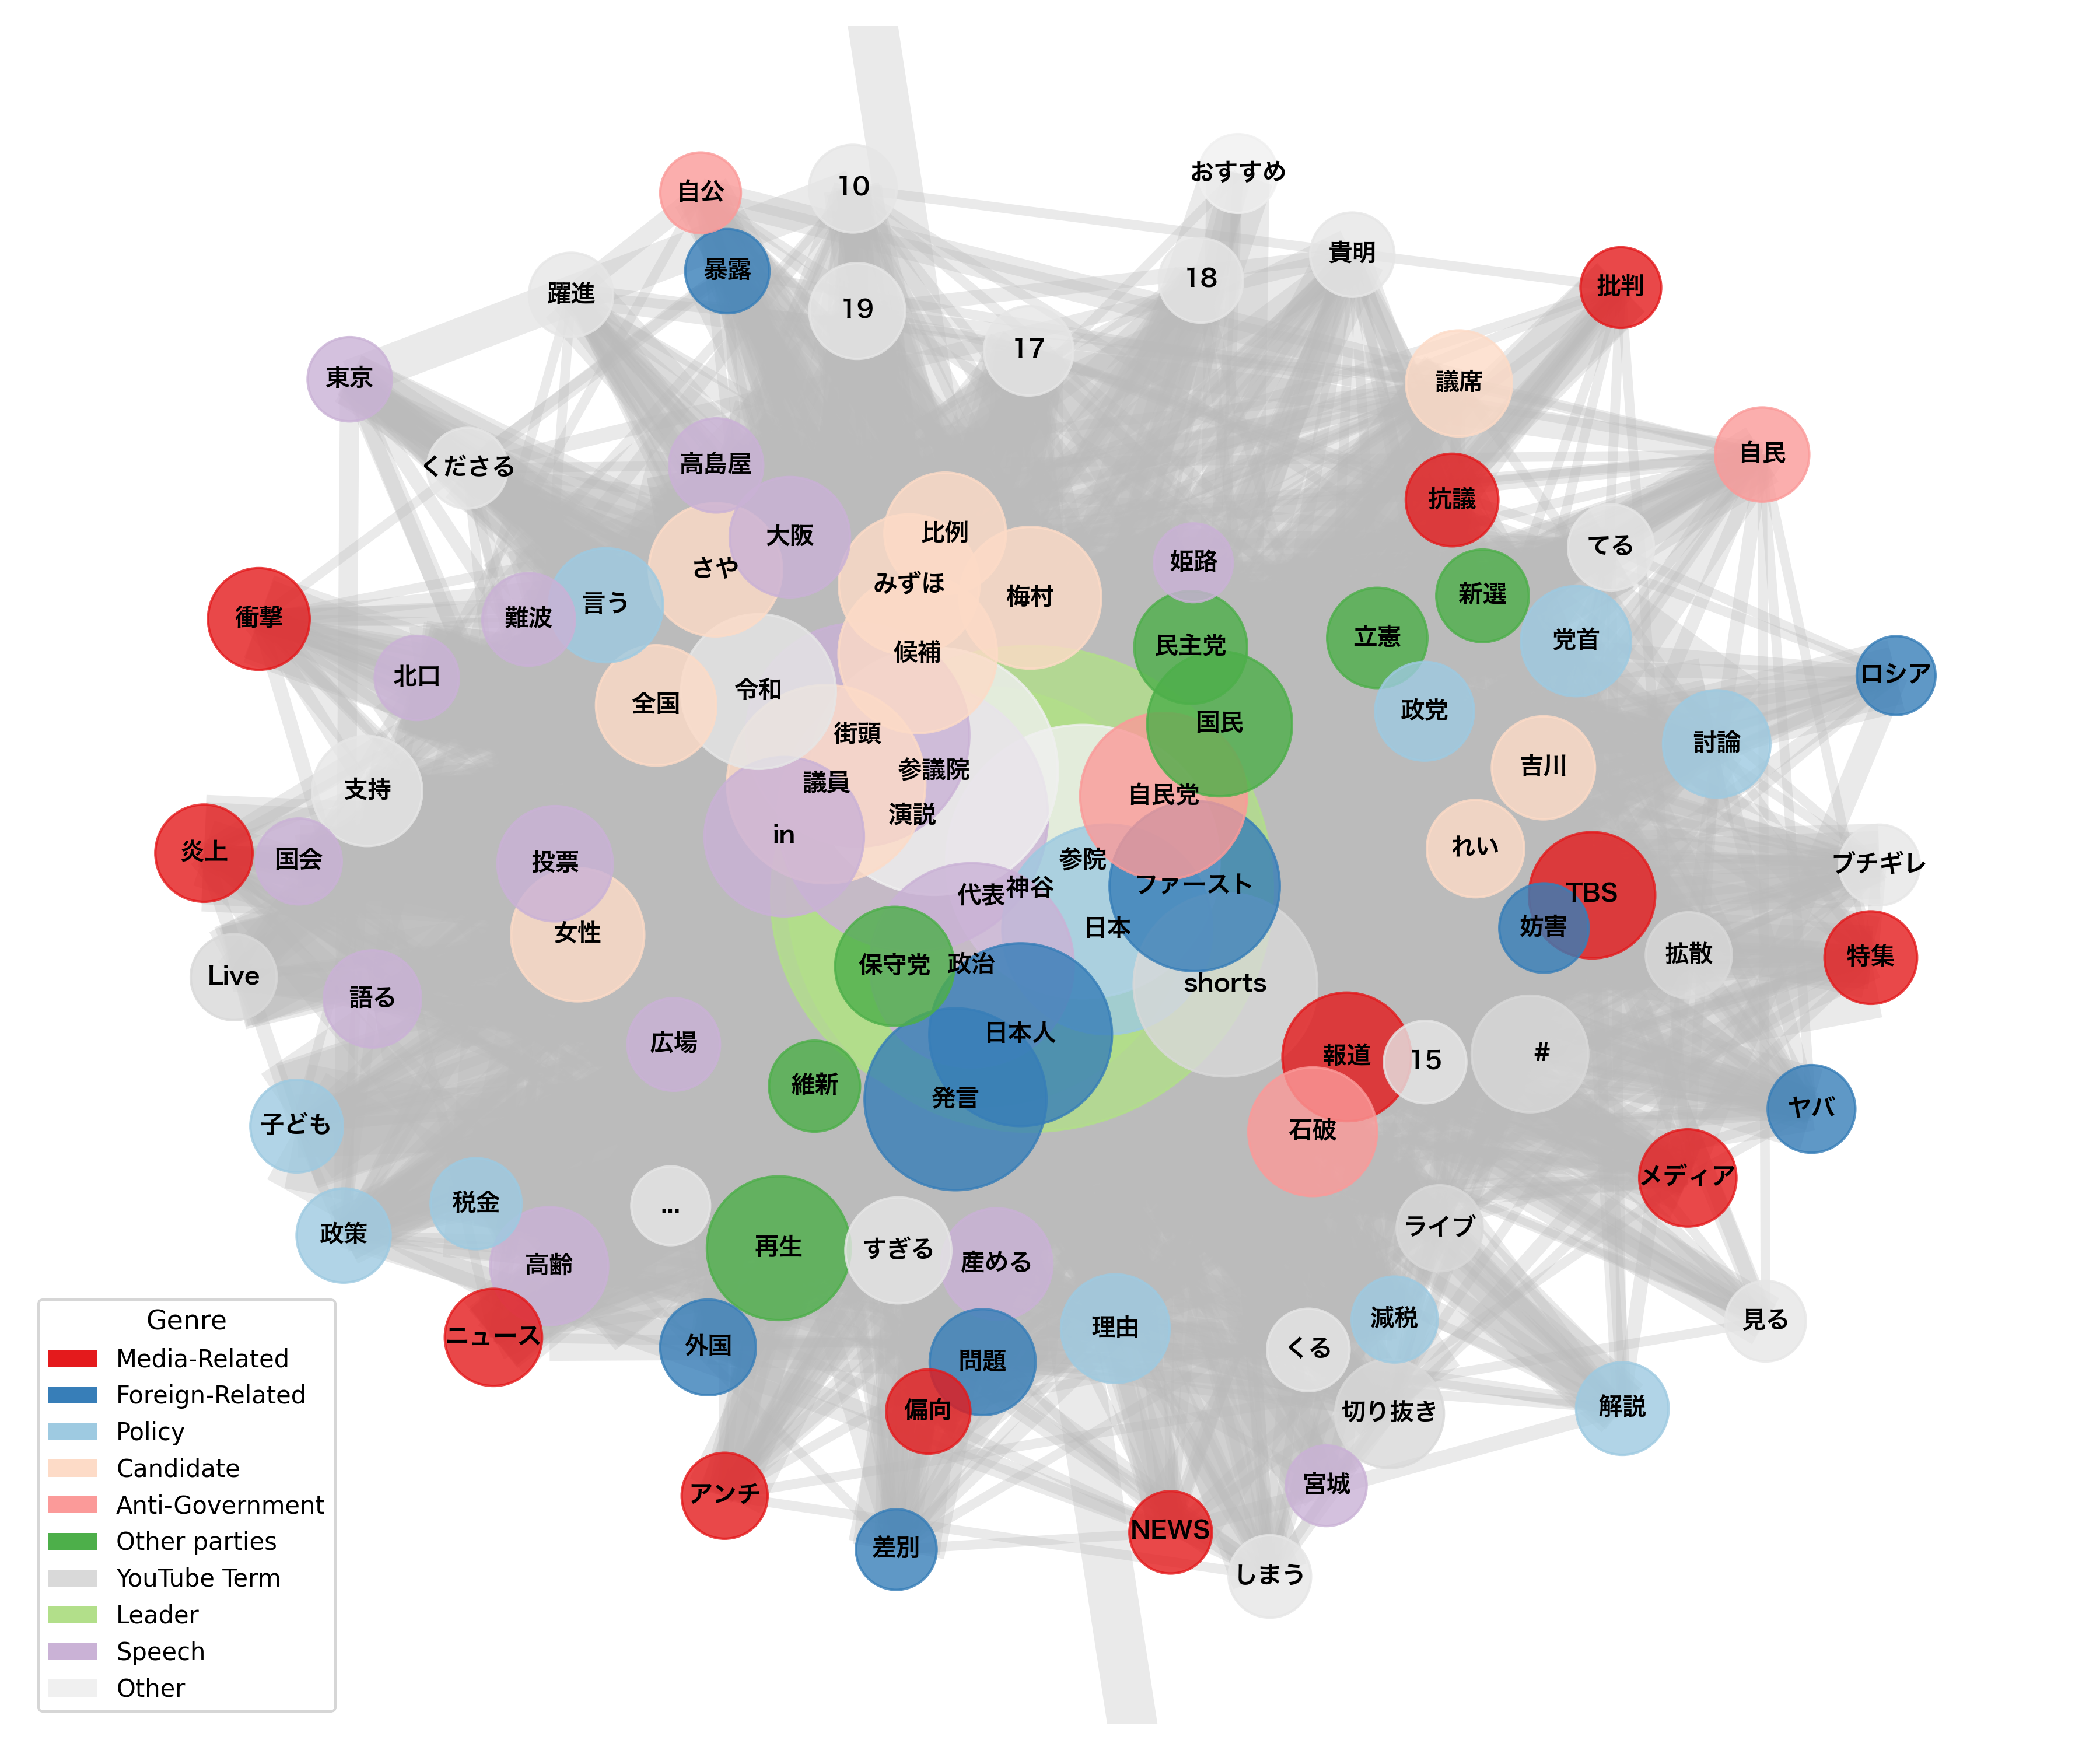 おすすめ
自公
10
貴明
暴露
18
批判
躍進
19
17
東京
議席
自民
高島屋
くださる
抗議
大阪
比例
てる
姫路
さや
みずほ
梅村
新選
言う
衝撃
難波
立憲
党首
民主党
候補
北口
ロシア
令和
全国
政党
国民
街頭
討論
参議院
吉川
議員
支持
自民党
演説
in
れい
炎上
国会
投票
参院
ブチギレ
ファースト
神谷
代表
TBS
日本
妨害
女性
拡散
特集
保守党
政治
Live
shorts
語る
日本人
広場
報道
15
#
維新
発言
ヤバ
子ども
石破
メディア
税金
...
ライブ
政策
再生
すぎる
産める
高齢
減税
見る
理由
ニュース
外国
くる
問題
解説
偏向
切り抜き
宮城
アンチ
NEWS
差別
しまう
Genre
Media-Related
Foreign-Related
Policy
Candidate
Anti-Government
Other parties
YouTube Term
Leader
Speech
Other